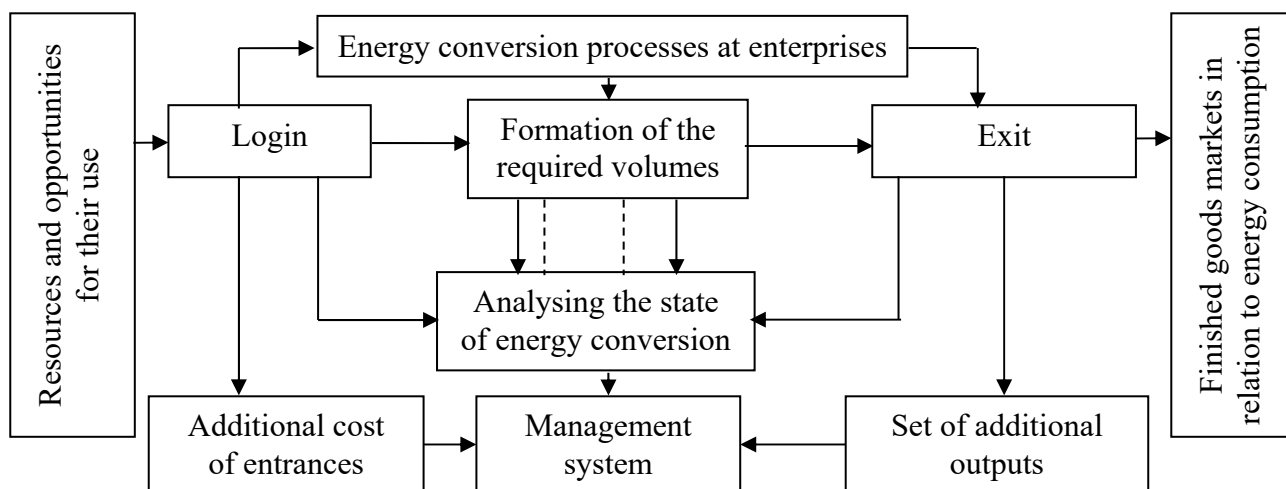 Resources and opportunities
for their use
Energy conversion processes at enterprises
Login
Formation of the
required volumes
Exit
Analysing the state
of energy conversion
Additional cost
of entrances
Management
system
Set of additional
outputs
Finished goods markets in
relation to energy consumption